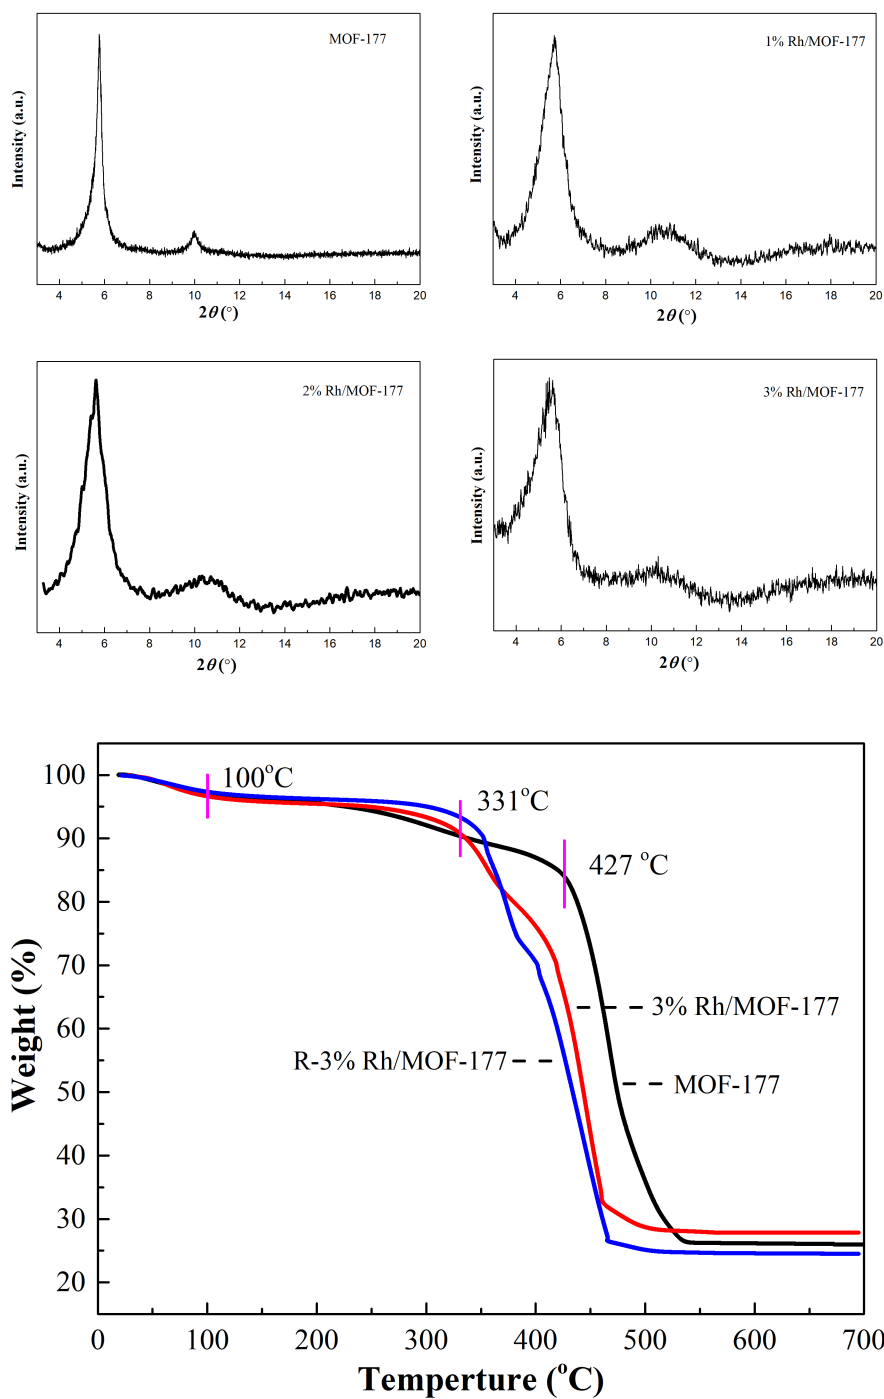 MOF-177
Intensity (a.u.)
4 6 8 10 12 14 16 18 20
2θ (°)
1% Rh/MOF-177
Intensity (a.u.)
4 6 8 10 12 14 16 18 20
2θ (°)
2% Rh/MOF-177
Intensity (a.u.)
4 6 8 10 12 14 16 18 20
2θ (°)
3% Rh/MOF-177
Intensity (a.u.)
4 6 8 10 12 14 16 18 20
2θ (°)
100
90
80
70
60
50
40
30
20
Weight (%)
100°C
331°C
427 °C
3% Rh/MOF-177
R-3% Rh/MOF-177
MOF-177
0 100 200 300 400 500 600 700
Temperture (°C)